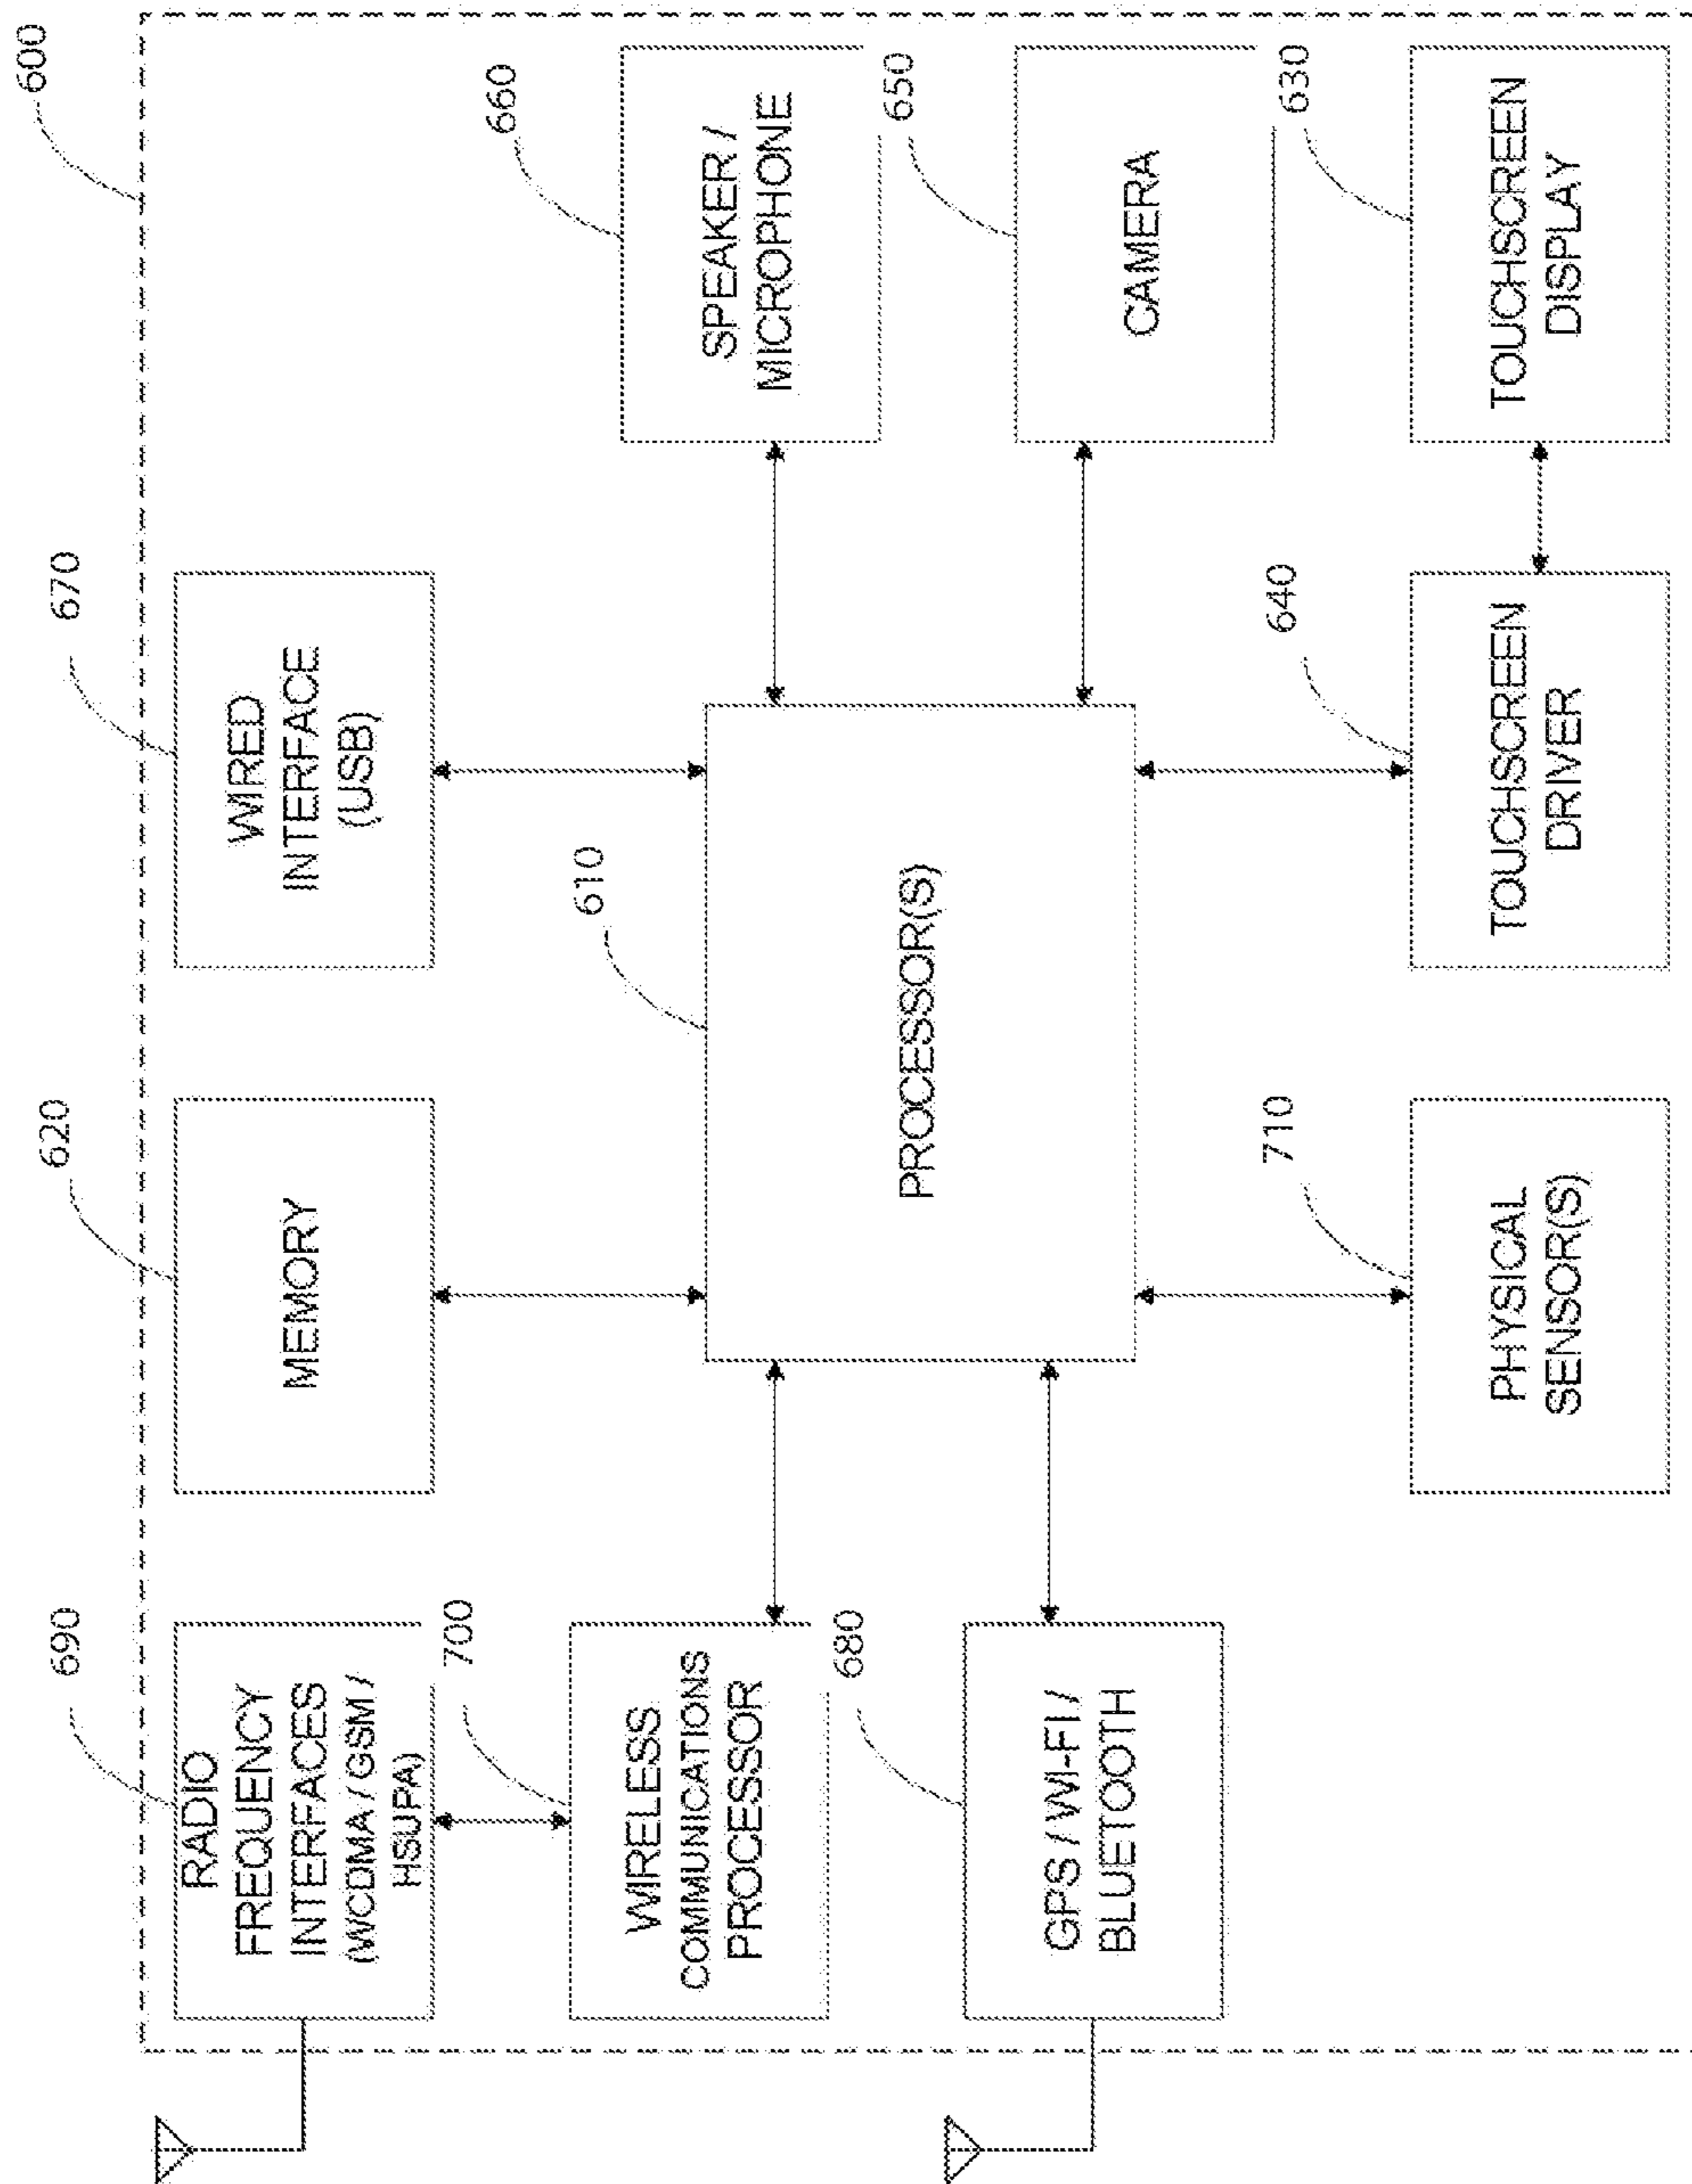 600
690
RADIO
FREQUENCY
INTERFACES
(WCDMA / GSM /
HSUPA)
620
MEMORY
670
WIRED
INTERFACE
(USB)
700
WIRELESS
COMMUNICATIONS
PROCESSOR
610
PROCESSOR(S)
660
SPEAKER /
MICROPHONE
680
GPS / WI-FI /
BLUETOOTH
650
CAMERA
710
PHYSICAL
SENSOR(S)
640
TOUCHSCREEN
DRIVER
630
TOUCHSCREEN
DISPLAY